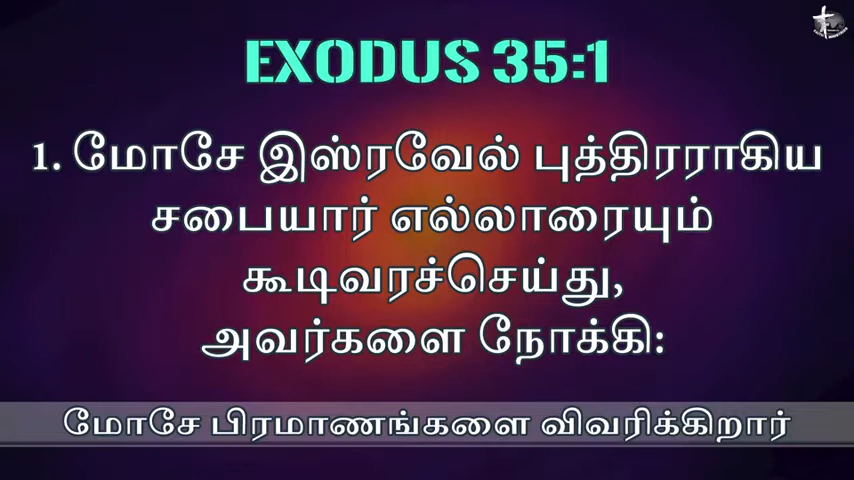 EXODUS 35:1
1. மோசே இஸ்ரவேல் புத்திரராகிய
சபையார் எல்லாரையும்
கூடிவரச்செய்து,
அவர்களை நோக்கி:
மோசே பிரமாணங்களை விவரிக்கிறார்